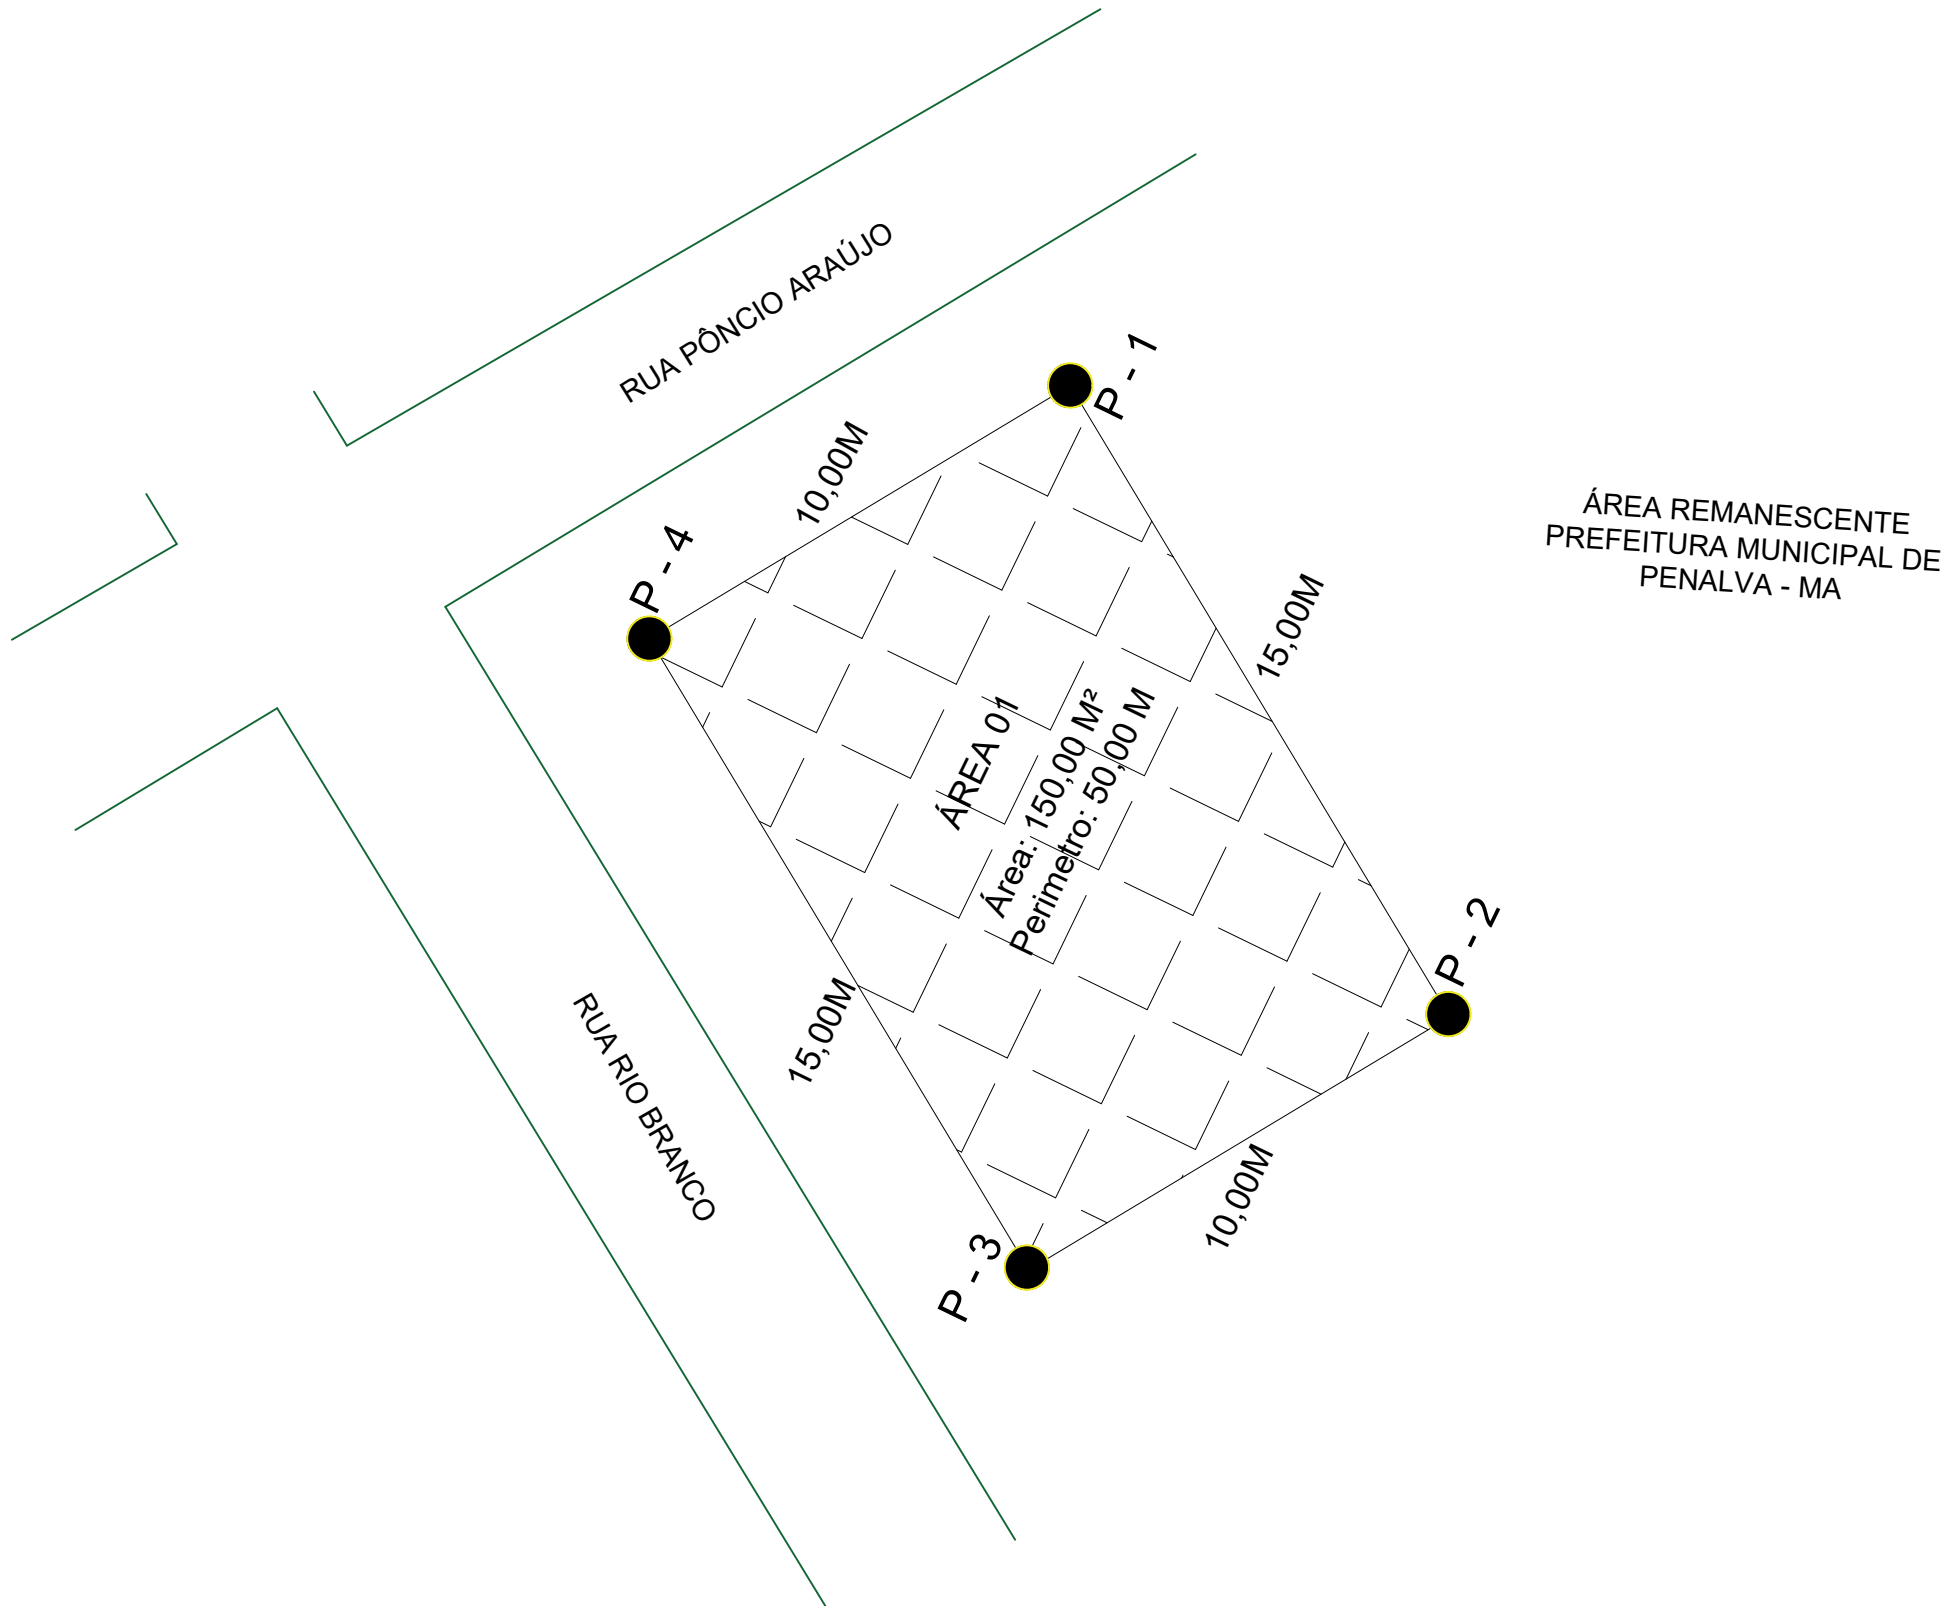 RUA PÔNCIO ARAÚJO
P - 1
10,00M
P - 4
ÁREA REMANESCENTE
PREFEITURA MUNICIPAL DE
PENALVA - MA
15,00M
ÁREA 01
Área: 150,00 M²
Perimetro: 50,00 M
P - 2
15,00M
RUA RIO BRANCO
10,00M
P - 3